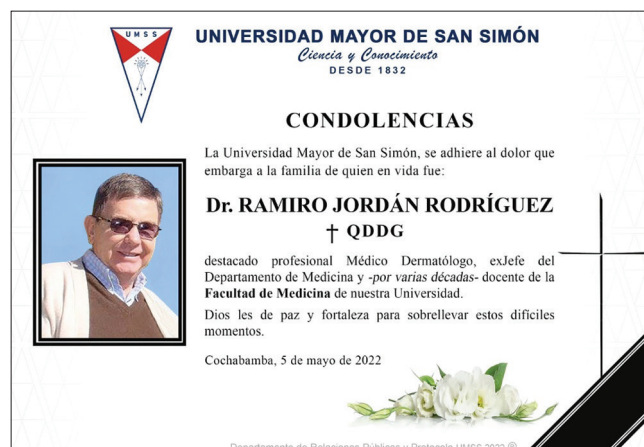 UMSS
UNIVERSIDAD MAYOR DE SAN SIMÓN
Ciencia y Conocimiento
DESDE 1832
CONDOLENCIAS
La Universidad Mayor de San Simón, se adhiere al dolor que
embarga a la familia de quien en vida fue:
Dr. RAMIRO JORDÁN RODRÍGUEZ
† QDDG
destacado profesional Médico Dermatólogo, exJefe del
Departamento de Medicina y -por varias décadas- docente de la
Facultad de Medicina de nuestra Universidad.
Dios les de paz y fortaleza para sobrellevar estos difíciles
momentos.
Cochabamba, 5 de mayo de 2022
Departamento de Relaciones Públicas y Protocolo UMSS 2022 ®